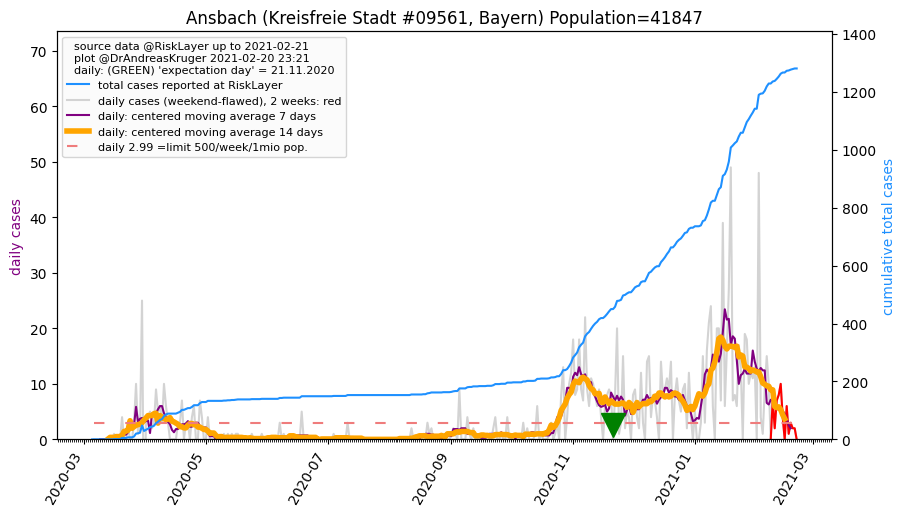 Ansbach (Kreisfreie Stadt #09561, Bayern) Population=41847
source data @RiskLayer up to 2021-02-21
plot @DrAndreasKruger 2021-02-20 23:21
daily: (GREEN) 'expectation day' = 21.11.2020
total cases reported at RiskLayer
daily cases (weekend-flawed), 2 weeks: red
daily: centered moving average 7 days
daily: centered moving average 14 days
daily 2.99 =limit 500/week/1mio pop.
daily cases
70
60
50
40
30
20
10
0
cumulative total cases
1400
1200
1000
800
600
400
200
0
2020-03
2020-05
2020-07
2020-09
2020-11
2021-01
2021-03